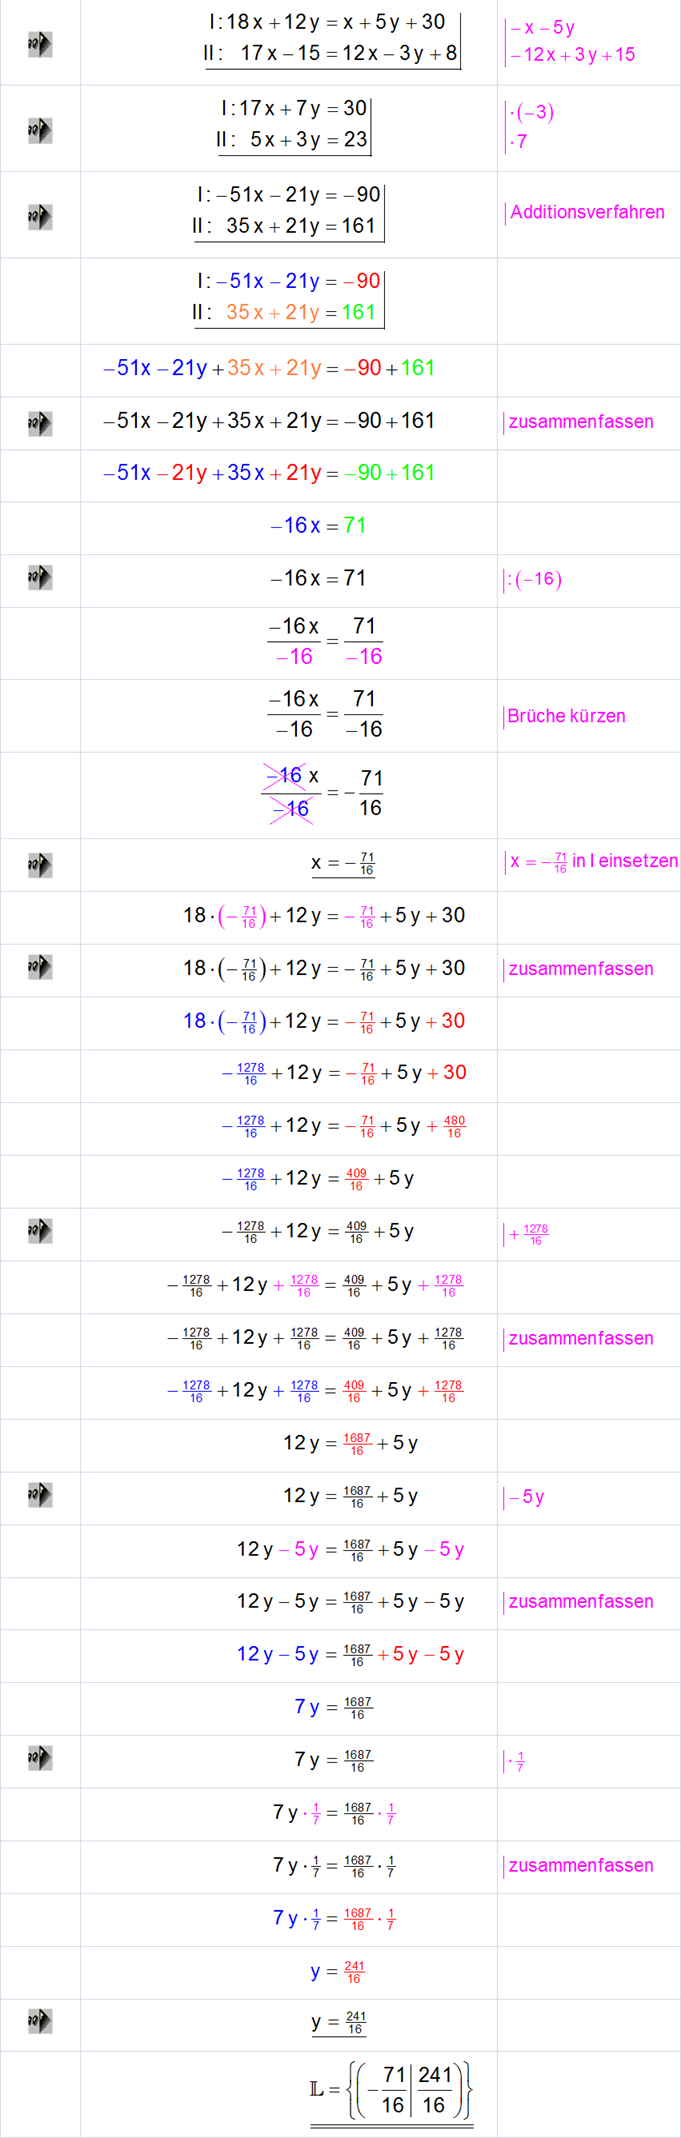 I: 18x + 12y = x + 5y + 30 | −x − 5y
II: 17x − 15 = 12x − 3y + 8 | −12x + 3y + 15
I: 17x + 7y = 30 | ·(−3)
II: 5x + 3y = 23 | ·7
I: −51x − 21y = −90 | Additionsverfahren
II: 35x + 21y = 161
I: −51x − 21y = −90
II: 35x + 21y = 161
−51x − 21y + 35x + 21y = −90 + 161
−51x − 21y + 35x + 21y = −90 + 161 | zusammenfassen
−51x − 21y + 35x + 21y = −90 + 161
−16x = 71
−16x = 71 | :(−16)
−16x/−16 = 71/−16
−16x/−16 = 71/−16 | Brüche kürzen
−16x/−16 = −71/16
x = −71/16 | x = −71/16 in I einsetzen
18·(−71/16) + 12y = −71/16 + 5y + 30
18·(−71/16) + 12y = −71/16 + 5y + 30 | zusammenfassen
18·(−71/16) + 12y = −71/16 + 5y + 30
−1278/16 + 12y = −71/16 + 5y + 30
−1278/16 + 12y = −71/16 + 5y + 480/16
−1278/16 + 12y = 409/16 + 5y
−1278/16 + 12y = 409/16 + 5y | +1278/16
−1278/16 + 12y + 1278/16 = 409/16 + 5y + 1278/16
−1278/16 + 12y + 1278/16 = 409/16 + 5y + 1278/16 | zusammenfassen
−1278/16 + 12y + 1278/16 = 409/16 + 5y + 1278/16
12y = 1687/16 + 5y
12y = 1687/16 + 5y | −5y
12y − 5y = 1687/16 + 5y − 5y
12y − 5y = 1687/16 + 5y − 5y | zusammenfassen
12y − 5y = 1687/16 + 5y − 5y
7y = 1687/16
7y = 1687/16 | ·1/7
7y·1/7 = 1687/16·1/7
7y·1/7 = 1687/16·1/7 | zusammenfassen
7y·1/7 = 1687/16·1/7
y = 241/16
y = 241/16
𝕃 = {(−71/16 | 241/16)}